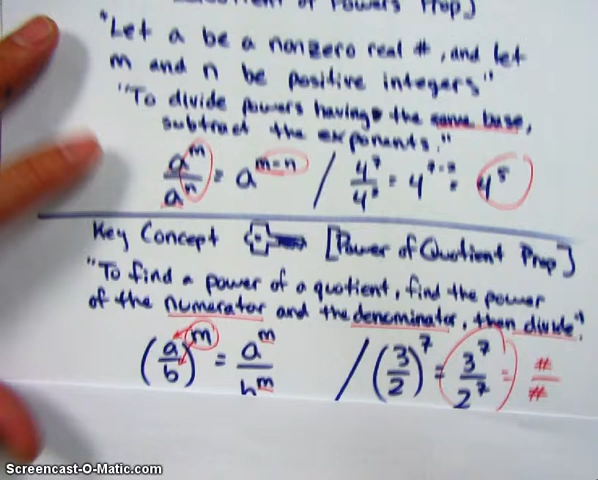 of Powers Prop]
"Let a be a nonzero real #, and let
m and n be positive integers"
"To divide powers having the same base,
subtract the exponents."
a^m / a^n = a^(m-n) / 4^7 / 4^2 = 4^(7-2) = 4^5
Key Concept [Power of Quotient Prop]
"To find a power of a quotient, find the power
of the numerator and the denominator, then divide"
(a/b)^m = a^m / b^m / (3/2)^7 = 3^7 / 2^7 = # / #
Screencast-O-Matic.com